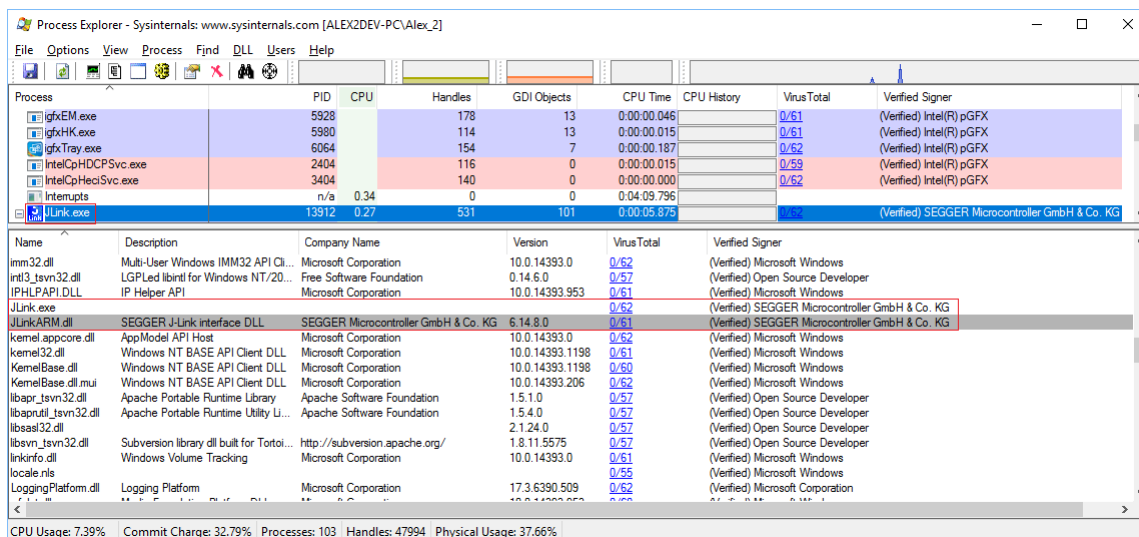 Process Explorer - Sysinternals: www.sysinternals.com [ALEX2DEV-PC\Alex_2]
File Options View Process Find DLL Users Help
Process PID CPU Handles GDI Objects CPU Time CPU History VirusTotal Verified Signer
igfxEM.exe 5928 178 13 0:00:00.046 0/61 (Verified) Intel(R) pGFX
igfxHK.exe 5980 114 13 0:00:00.015 0/61 (Verified) Intel(R) pGFX
igfxTray.exe 6064 154 7 0:00:00.187 0/62 (Verified) Intel(R) pGFX
IntelCpHDCPSvc.exe 2404 116 0 0:00:00.015 0/59 (Verified) Intel(R) pGFX
IntelCpHeciSvc.exe 3404 140 0 0:00:00.000 0/62 (Verified) Intel(R) pGFX
Interrupts n/a 0.34 0 0 0:04:09.796
JLink.exe 13912 0.27 531 101 0:00:05.875 0/62 (Verified) SEGGER Microcontroller GmbH & Co. KG
Name Description Company Name Version VirusTotal Verified Signer
imm32.dll Multi-User Windows IMM32 API Cli... Microsoft Corporation 10.0.14393.0 0/62 (Verified) Microsoft Windows
intl3_tsvn32.dll LGPLed libintl for Windows NT/20... Free Software Foundation 0.14.6.0 0/57 (Verified) Open Source Developer
IPHLPAPI.DLL IP Helper API Microsoft Corporation 10.0.14393.953 0/61 (Verified) Microsoft Windows
JLink.exe 0/62 (Verified) SEGGER Microcontroller GmbH & Co. KG
JLinkARM.dll SEGGER J-Link interface DLL SEGGER Microcontroller GmbH & Co. KG 6.14.8.0 0/61 (Verified) SEGGER Microcontroller GmbH & Co. KG
kernel.appcore.dll AppModel API Host Microsoft Corporation 10.0.14393.0 0/62 (Verified) Microsoft Windows
kernel32.dll Windows NT BASE API Client DLL Microsoft Corporation 10.0.14393.1198 0/61 (Verified) Microsoft Windows
KernelBase.dll Windows NT BASE API Client DLL Microsoft Corporation 10.0.14393.1198 0/60 (Verified) Microsoft Windows
KernelBase.dll.mui Windows NT BASE API Client DLL Microsoft Corporation 10.0.14393.206 0/62 (Verified) Microsoft Windows
libapr_tsvn32.dll Apache Portable Runtime Library Apache Software Foundation 1.5.1.0 0/57 (Verified) Open Source Developer
libaprutil_tsvn32.dll Apache Portable Runtime Utility Li... Apache Software Foundation 1.5.4.0 0/57 (Verified) Open Source Developer
libsasl32.dll 2.1.24.0 0/57 (Verified) Open Source Developer
libsvn_tsvn32.dll Subversion library dll built for Tortoi... http://subversion.apache.org/ 1.8.11.5575 0/57 (Verified) Open Source Developer
linkinfo.dll Windows Volume Tracking Microsoft Corporation 10.0.14393.0 0/61 (Verified) Microsoft Windows
locale.nls 0/55 (Verified) Microsoft Windows
LoggingPlatform.dll Logging Platform Microsoft Corporation 17.3.6390.509 0/62 (Verified) Microsoft Corporation
CPU Usage: 7.39% Commit Charge: 32.79% Processes: 103 Handles: 47994 Physical Usage: 37.66%